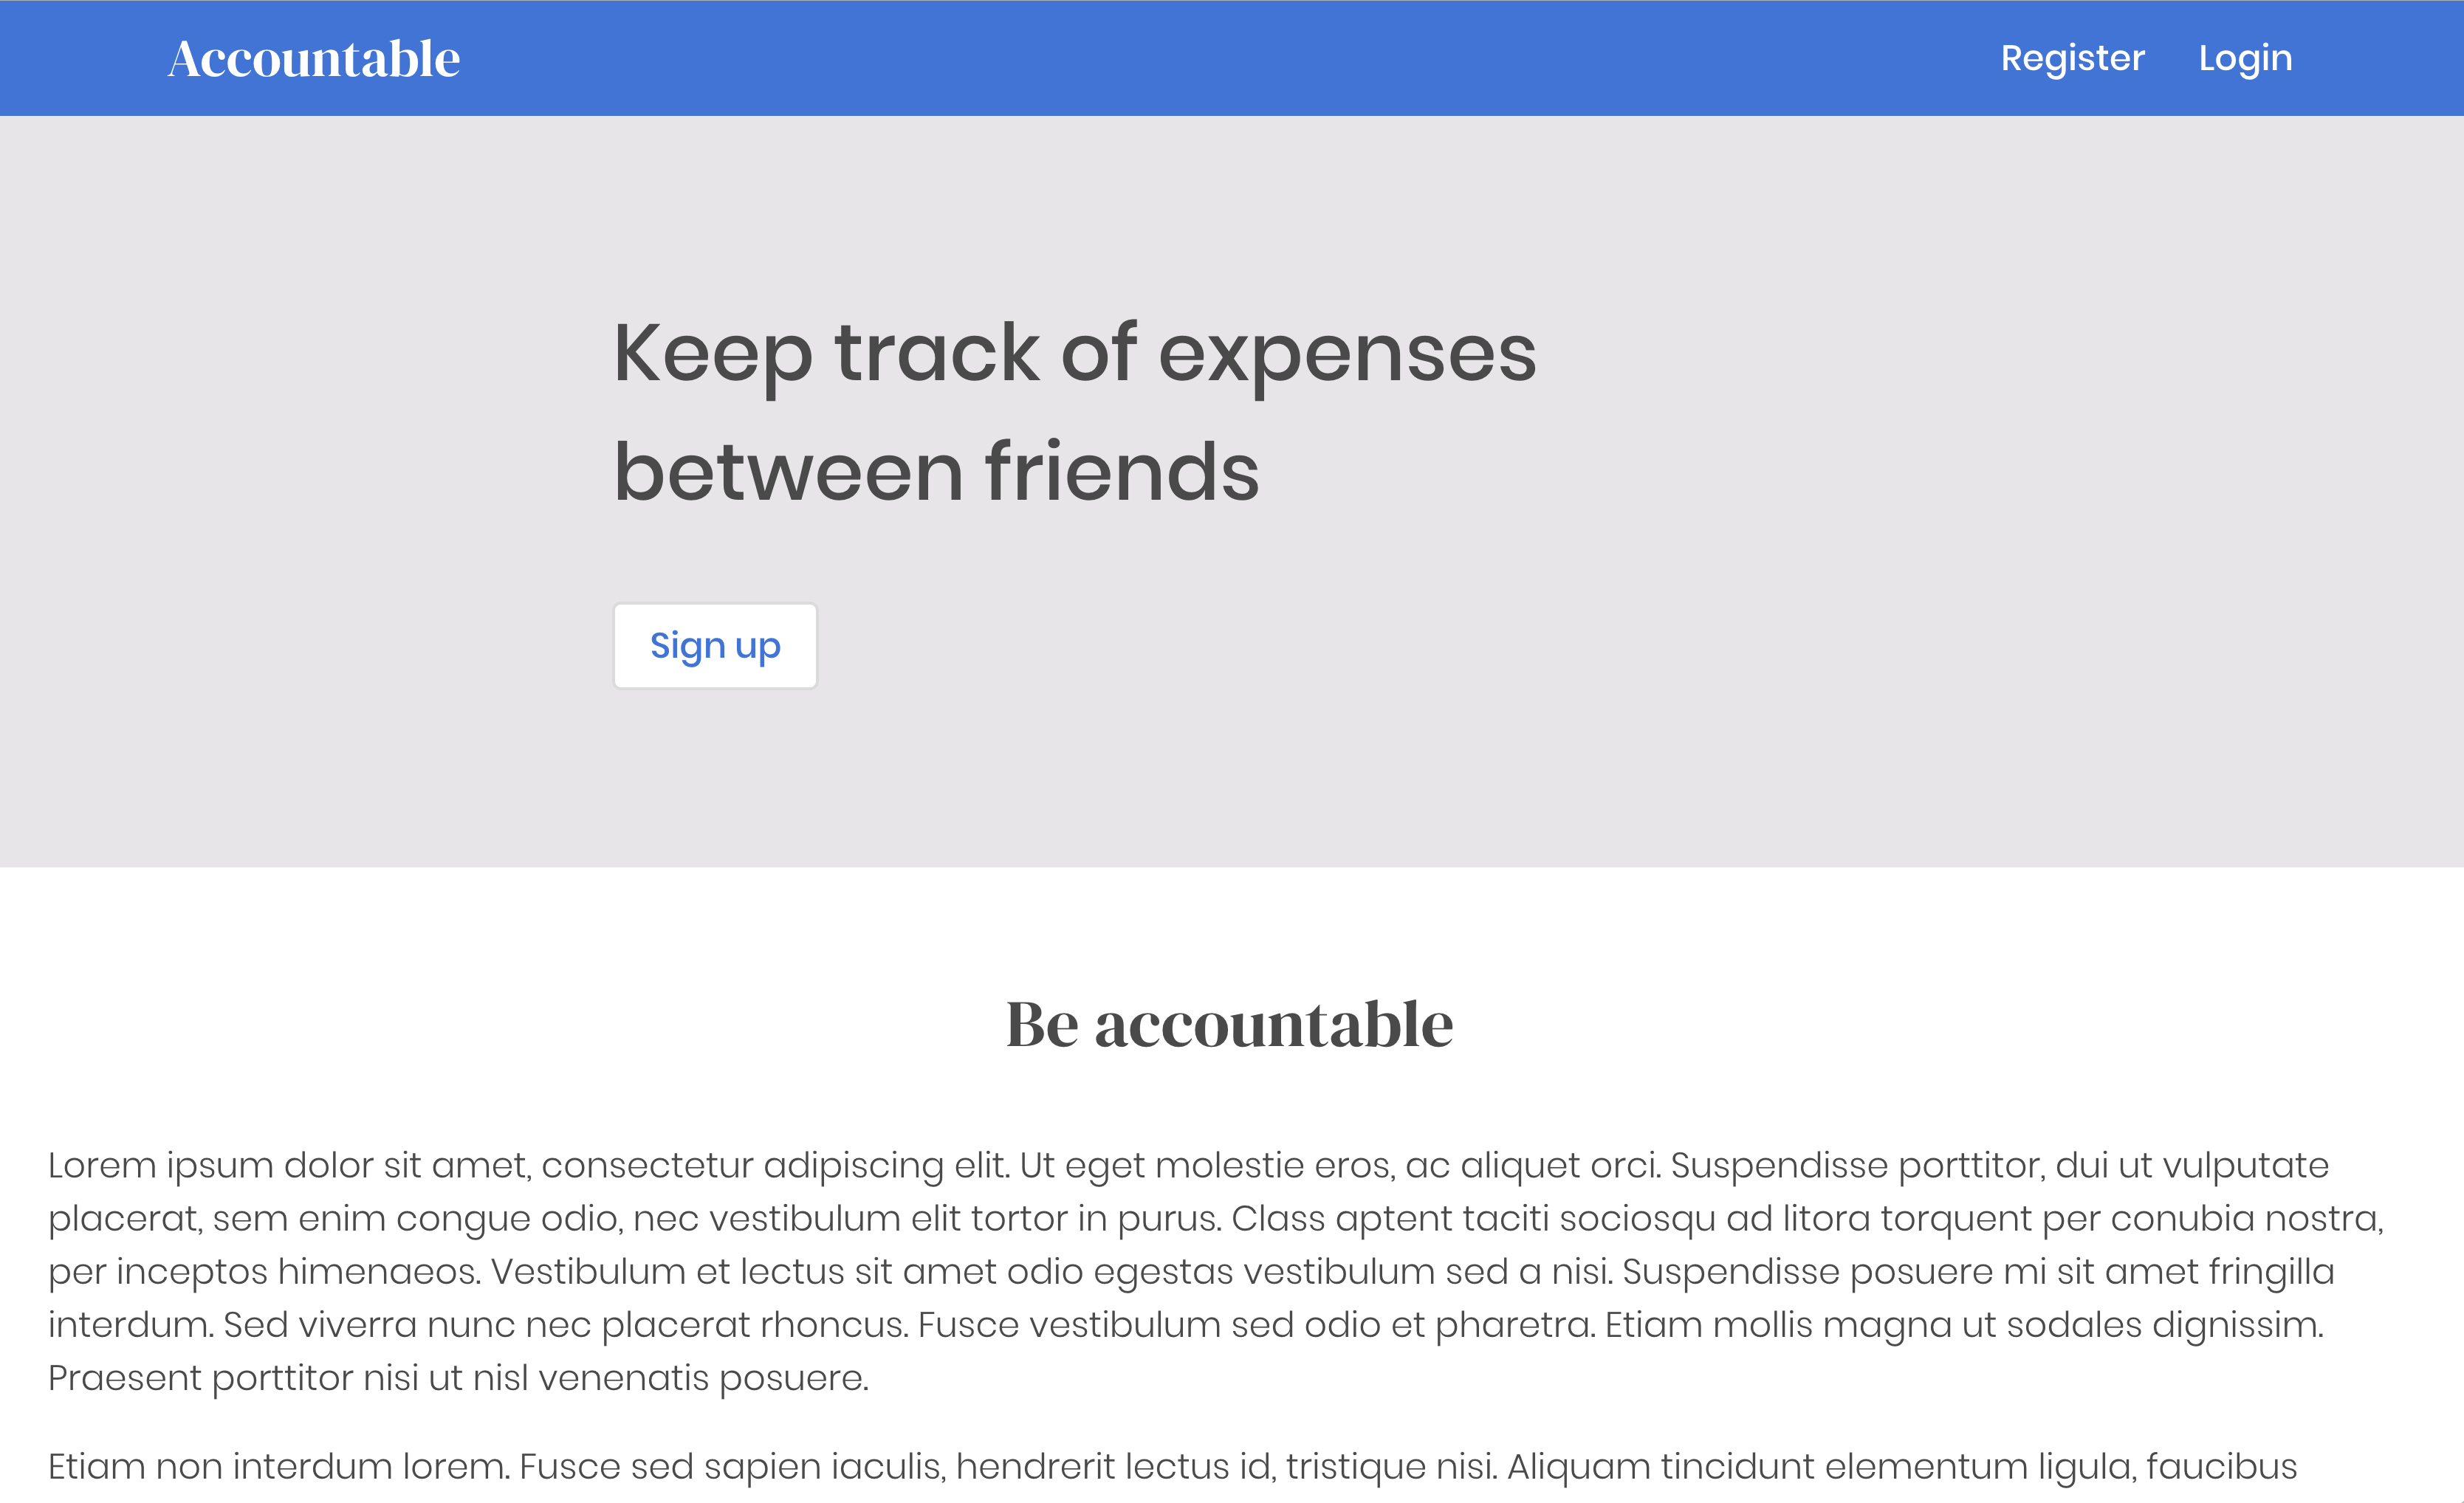 Accountable
Register
Login
Keep track of expenses
between friends
Sign up
Be accountable
Lorem ipsum dolor sit amet, consectetur adipiscing elit. Ut eget molestie eros, ac aliquet orci. Suspendisse porttitor, dui ut vulputate
placerat, sem enim congue odio, nec vestibulum elit tortor in purus. Class aptent taciti sociosqu ad litora torquent per conubia nostra,
per inceptos himenaeos. Vestibulum et lectus sit amet odio egestas vestibulum sed a nisi. Suspendisse posuere mi sit amet fringilla
interdum. Sed viverra nunc nec placerat rhoncus. Fusce vestibulum sed odio et pharetra. Etiam mollis magna ut sodales dignissim.
Praesent porttitor nisi ut nisl venenatis posuere.
Etiam non interdum lorem. Fusce sed sapien iaculis, hendrerit lectus id, tristique nisi. Aliquam tincidunt elementum ligula, faucibus